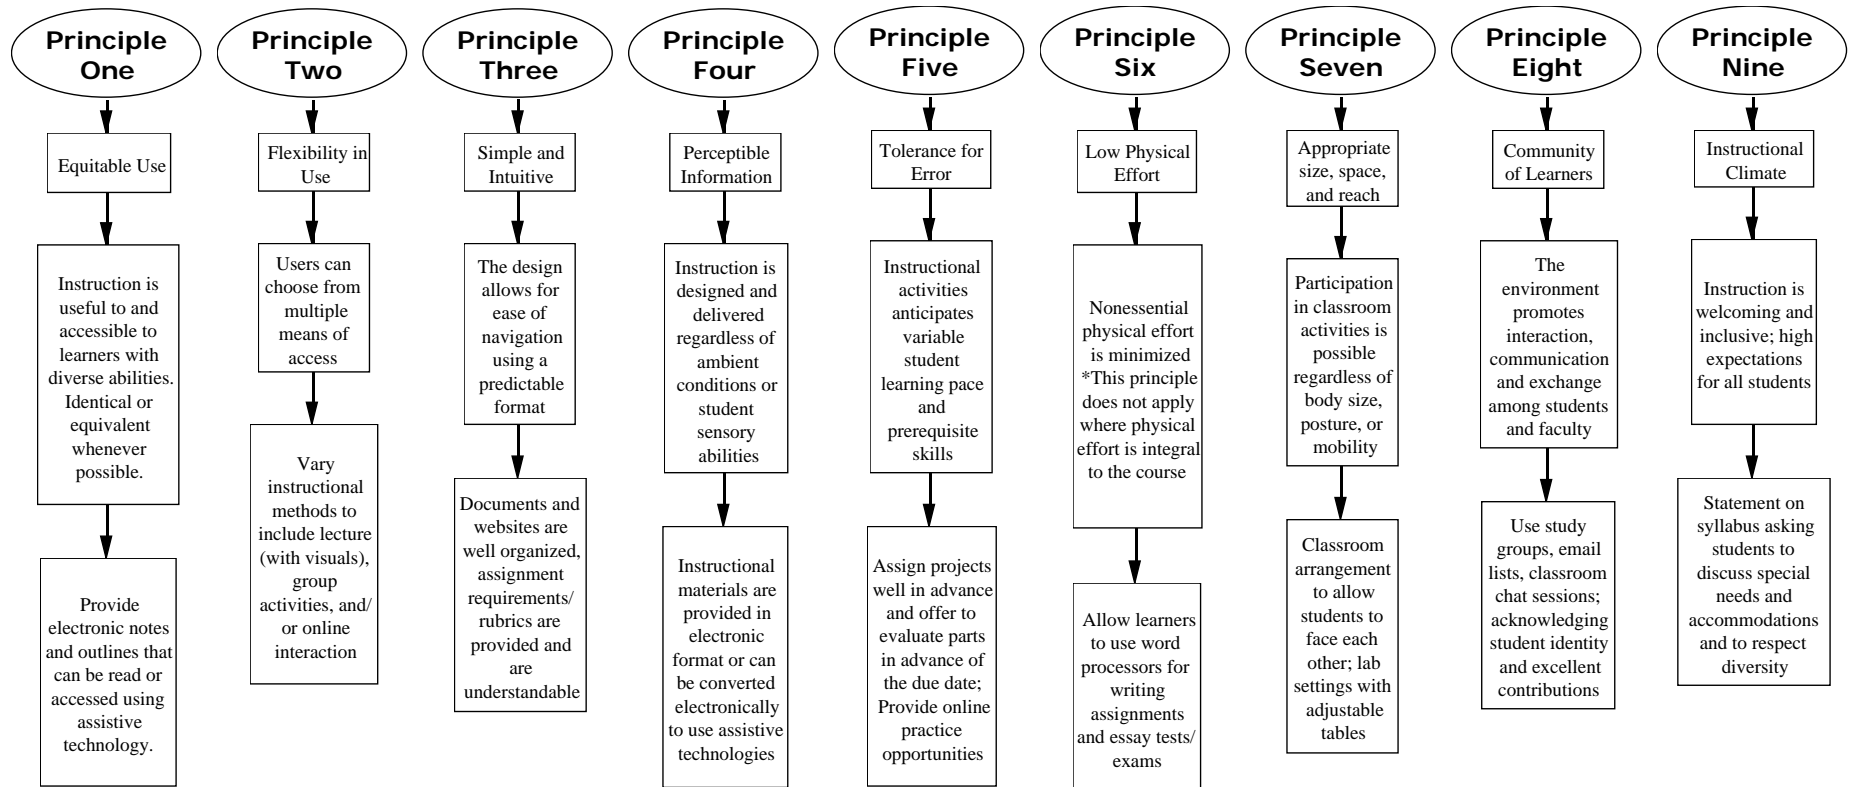 Principle
One
Equitable Use
Instruction is
useful to and
accessible to
learners with
diverse abilities.
Identical or
equivalent
whenever
possible.
Provide
electronic notes
and outlines that
can be read or
accessed using
assistive
technology.
Principle
Two
Flexibility in
Use
Users can
choose from
multiple
means of
access
Vary
instructional
methods to
include lecture
(with visuals),
group
activities, and/
or online
interaction
Principle
Three
Simple and
Intuitive
The design
allows for
ease of
navigation
using a
predictable
format
Documents and
websites are
well organized,
assignment
requirements/
rubrics are
provided and
are
understandable
Principle
Four
Perceptible
Information
Instruction is
designed and
delivered
regardless of
ambient
conditions or
student
sensory
abilities
Instructional
materials are
provided in
electronic
format or can
be converted
electronically
to use assistive
technologies
Principle
Five
Tolerance for
Error
Instructional
activities
anticipates
variable
student
learning pace
and
prerequisite
skills
Assign projects
well in advance
and offer to
evaluate parts
in advance of
the due date;
Provide online
practice
opportunities
Principle
Six
Low Physical
Effort
Nonessential
physical effort
is minimized
*This principle
does not apply
where physical
effort is integral
to the course
Allow learners
to use word
processors for
writing
assignments
and essay tests/
exams
Principle
Seven
Appropriate
size, space,
and reach
Participation
in classroom
activities is
possible
regardless of
body size,
posture, or
mobility
Classroom
arrangement
to allow
students to
face each
other; lab
settings with
adjustable
tables
Principle
Eight
Community
of Learners
The
environment
promotes
interaction,
communication
and exchange
among students
and faculty
Use study
groups, email
lists, classroom
chat sessions;
acknowledging
student identity
and excellent
contributions
Principle
Nine
Instructional
Climate
Instruction is
welcoming and
inclusive; high
expectations
for all students
Statement on
syllabus asking
students to
discuss special
needs and
accommodations
and to respect
diversity